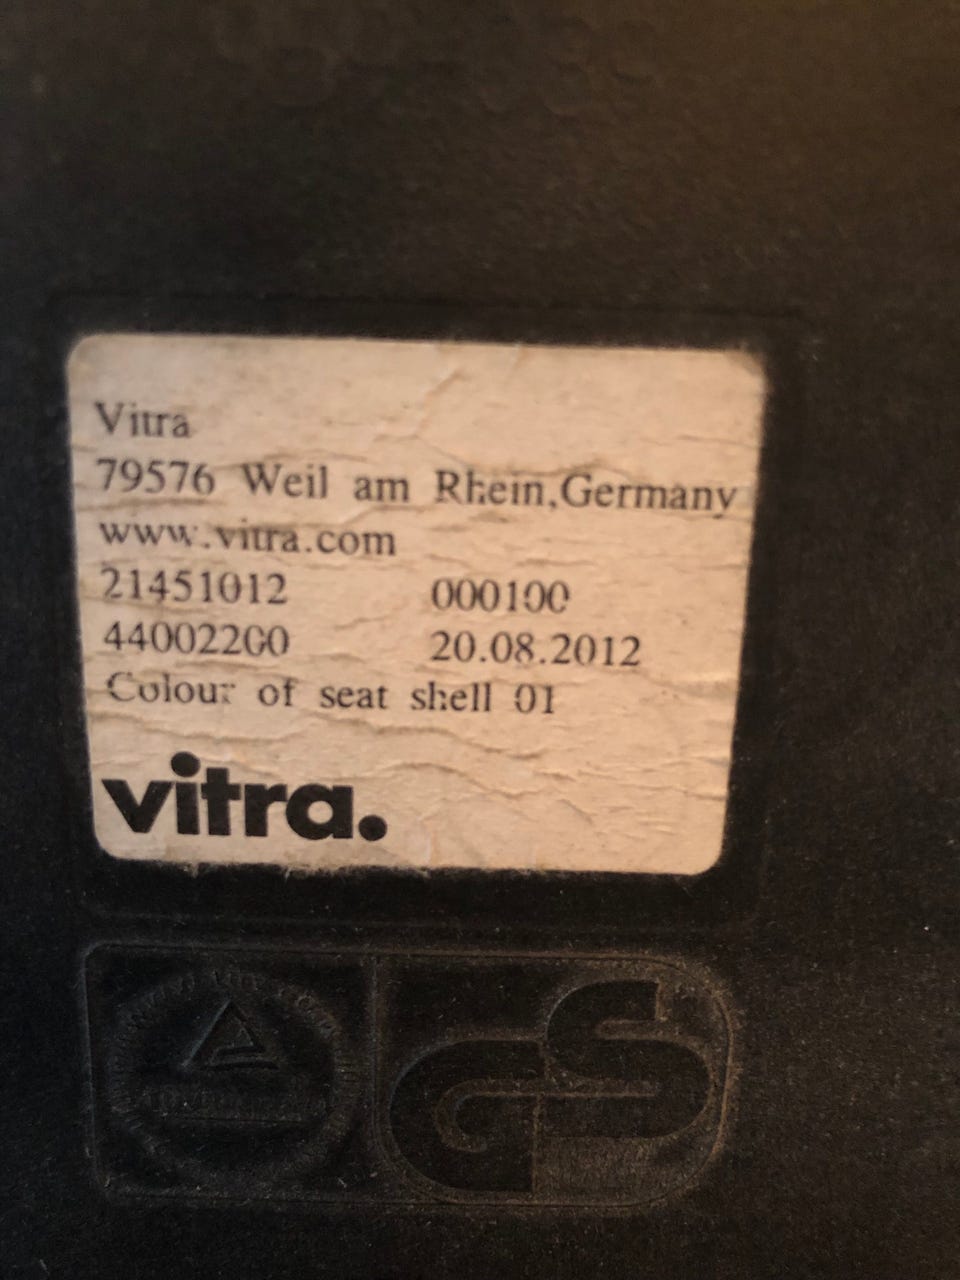 Vitra
79576 Weil am Rhein,Germany
www.vitra.com
21451012 000100
44002200 20.08.2012
Colour of seat shell 01
vitra.
GS